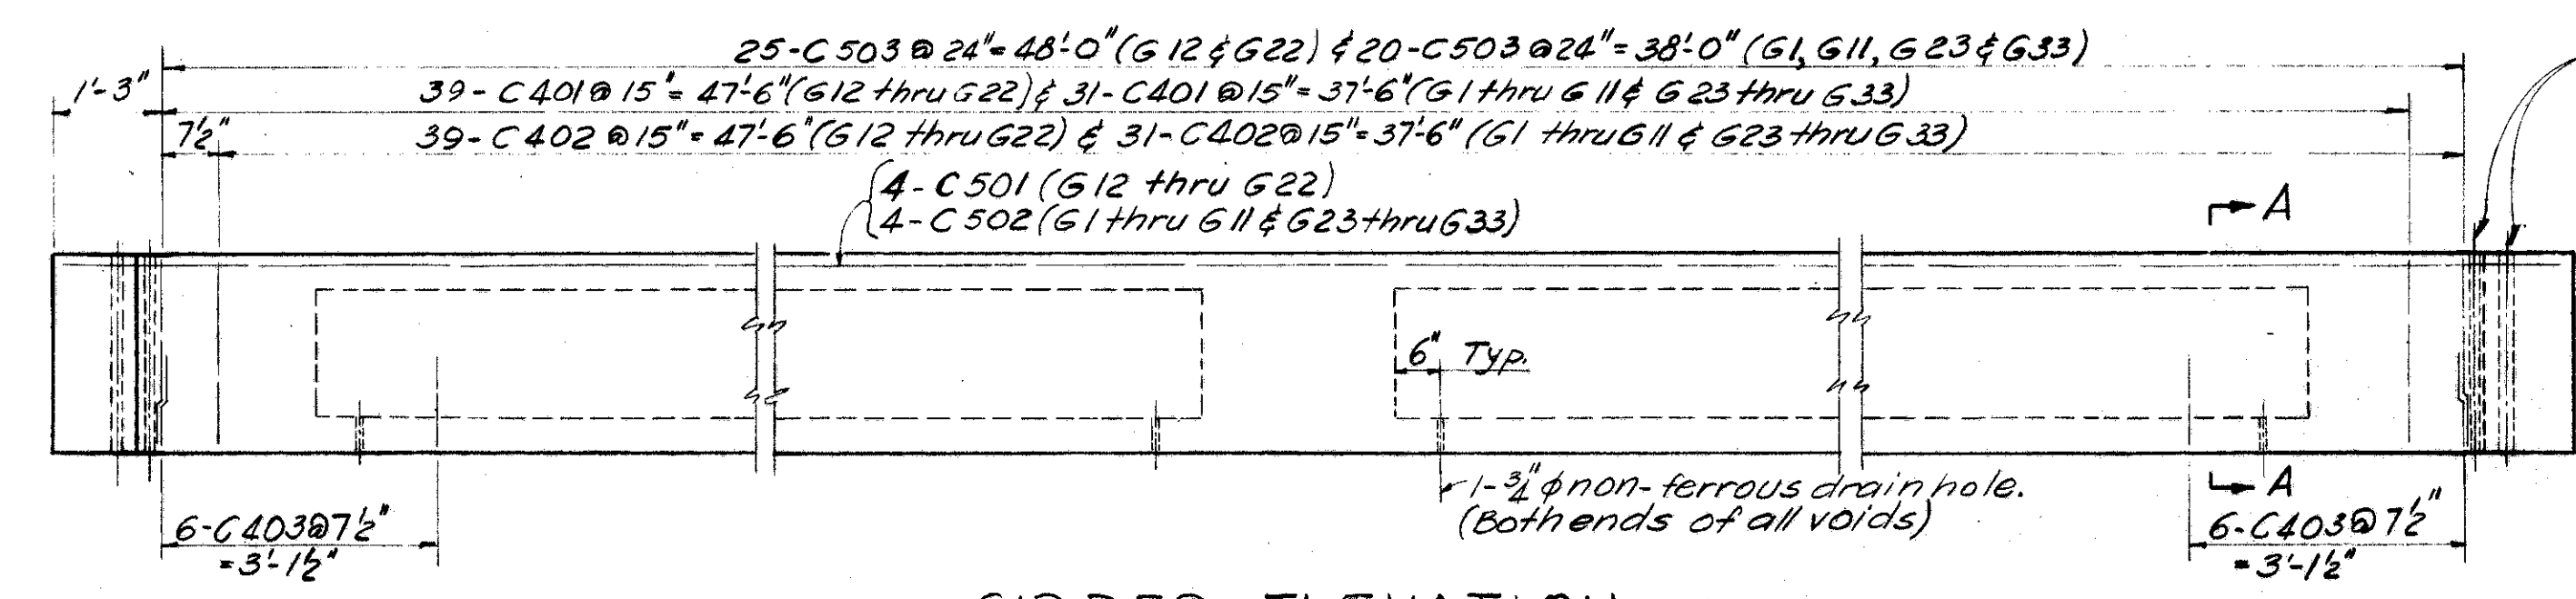 25-C503@24"=48'-0"(G12 & G22) & 20-C503@24"=38'-0"(G1, G11, G23 & G33)
1'-3"
39-C401@15"=47'-6"(G12 thru G22) & 31-C401@15"=37'-6"(G1 thru G11 & G23 thru G33)
7½"
39-C402@15"=47'-6"(G12 thru G22) & 31-C402@15"=37'-6"(G1 thru G11 & G23 thru G33)
4-C501(G12 thru G22)
4-C502(G1 thru G11 & G23 thru G33)
A
6" Typ.
1-¾"ϕ non-ferrous drain hole.
(Both ends of all voids)
A
6-C403@7½"
=3'-1½"
6-C403@7½"
=3'-1½"